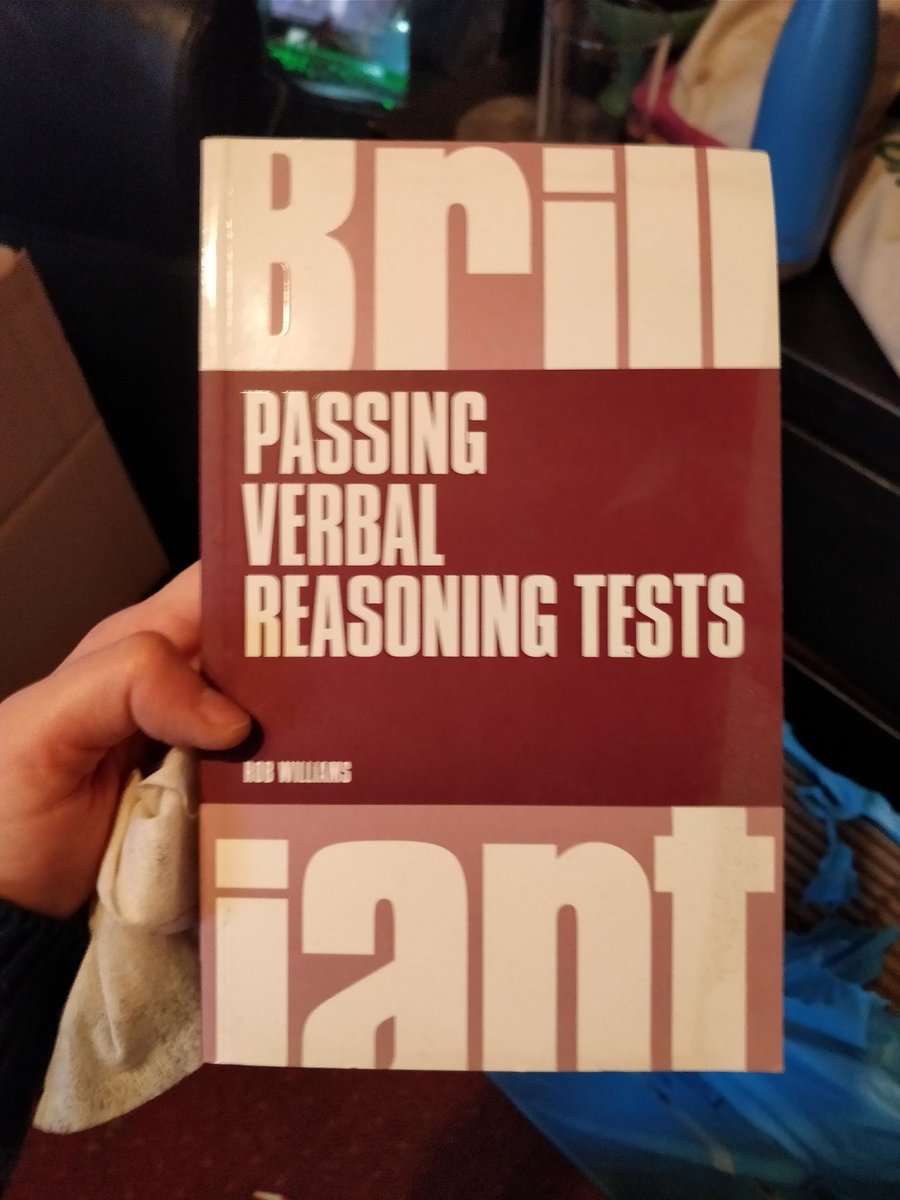 Brill
PASSING
VERBAL
REASONING TESTS
ROB WILLIAMS
iant